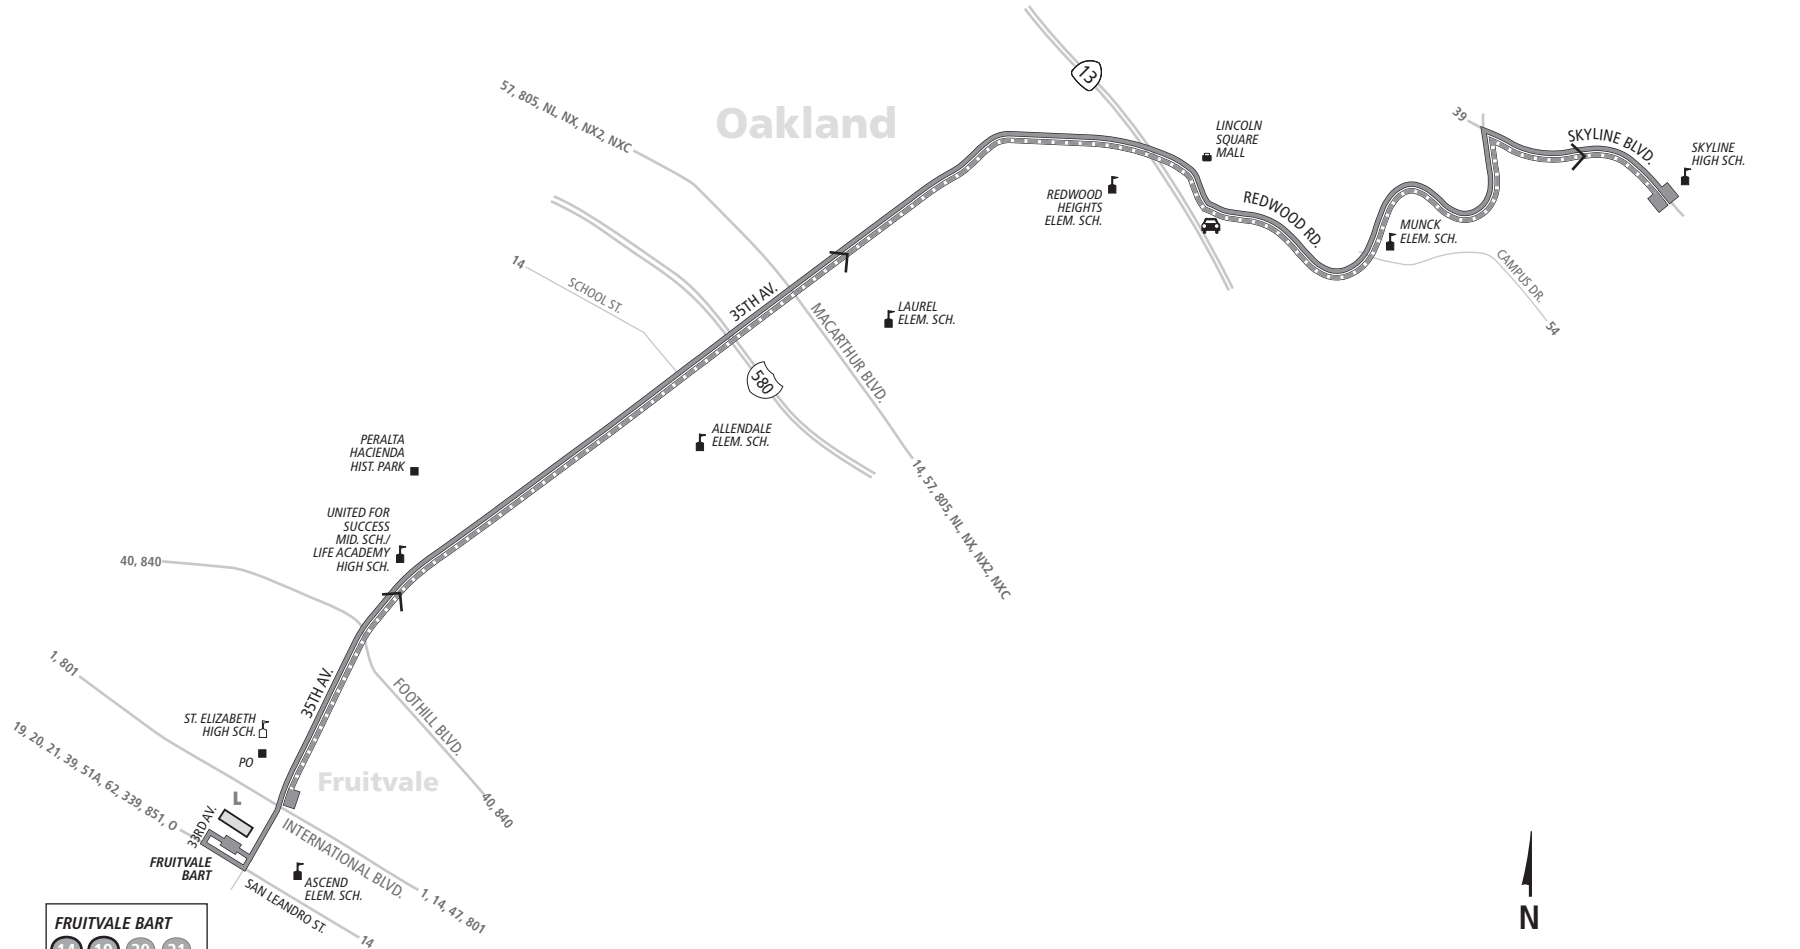 13
57, 805, NL, NX, NX2, NXC
Oakland
LINCOLN
SQUARE
MALL
39
SKYLINE BLVD.
SKYLINE
HIGH SCH.
REDWOOD
HEIGHTS
ELEM. SCH.
REDWOOD RD.
MUNCK
ELEM. SCH.
CAMPUS DR.
54
14
SCHOOL ST.
35TH AV.
MACARTHUR BLVD.
LAUREL
ELEM. SCH.
580
ALLENDALE
ELEM. SCH.
PERALTA
HACIENDA
HIST. PARK
14, 57, 805, NL, NX, NX2, NXC
UNITED FOR
SUCCESS
MID. SCH./
LIFE ACADEMY
HIGH SCH.
40, 840
1, 801
35TH AV.
FOOTHILL BLVD.
ST. ELIZABETH
HIGH SCH.
PO
19, 20, 21, 39, 51A, 62, 339, 851, O
Fruitvale
40, 840
L
33RD AV.
INTERNATIONAL BLVD.
FRUITVALE
BART
ASCEND
ELEM. SCH.
SAN LEANDRO ST.
1, 14, 47, 801
14
N
FRUITVALE BART
14 19 20 21